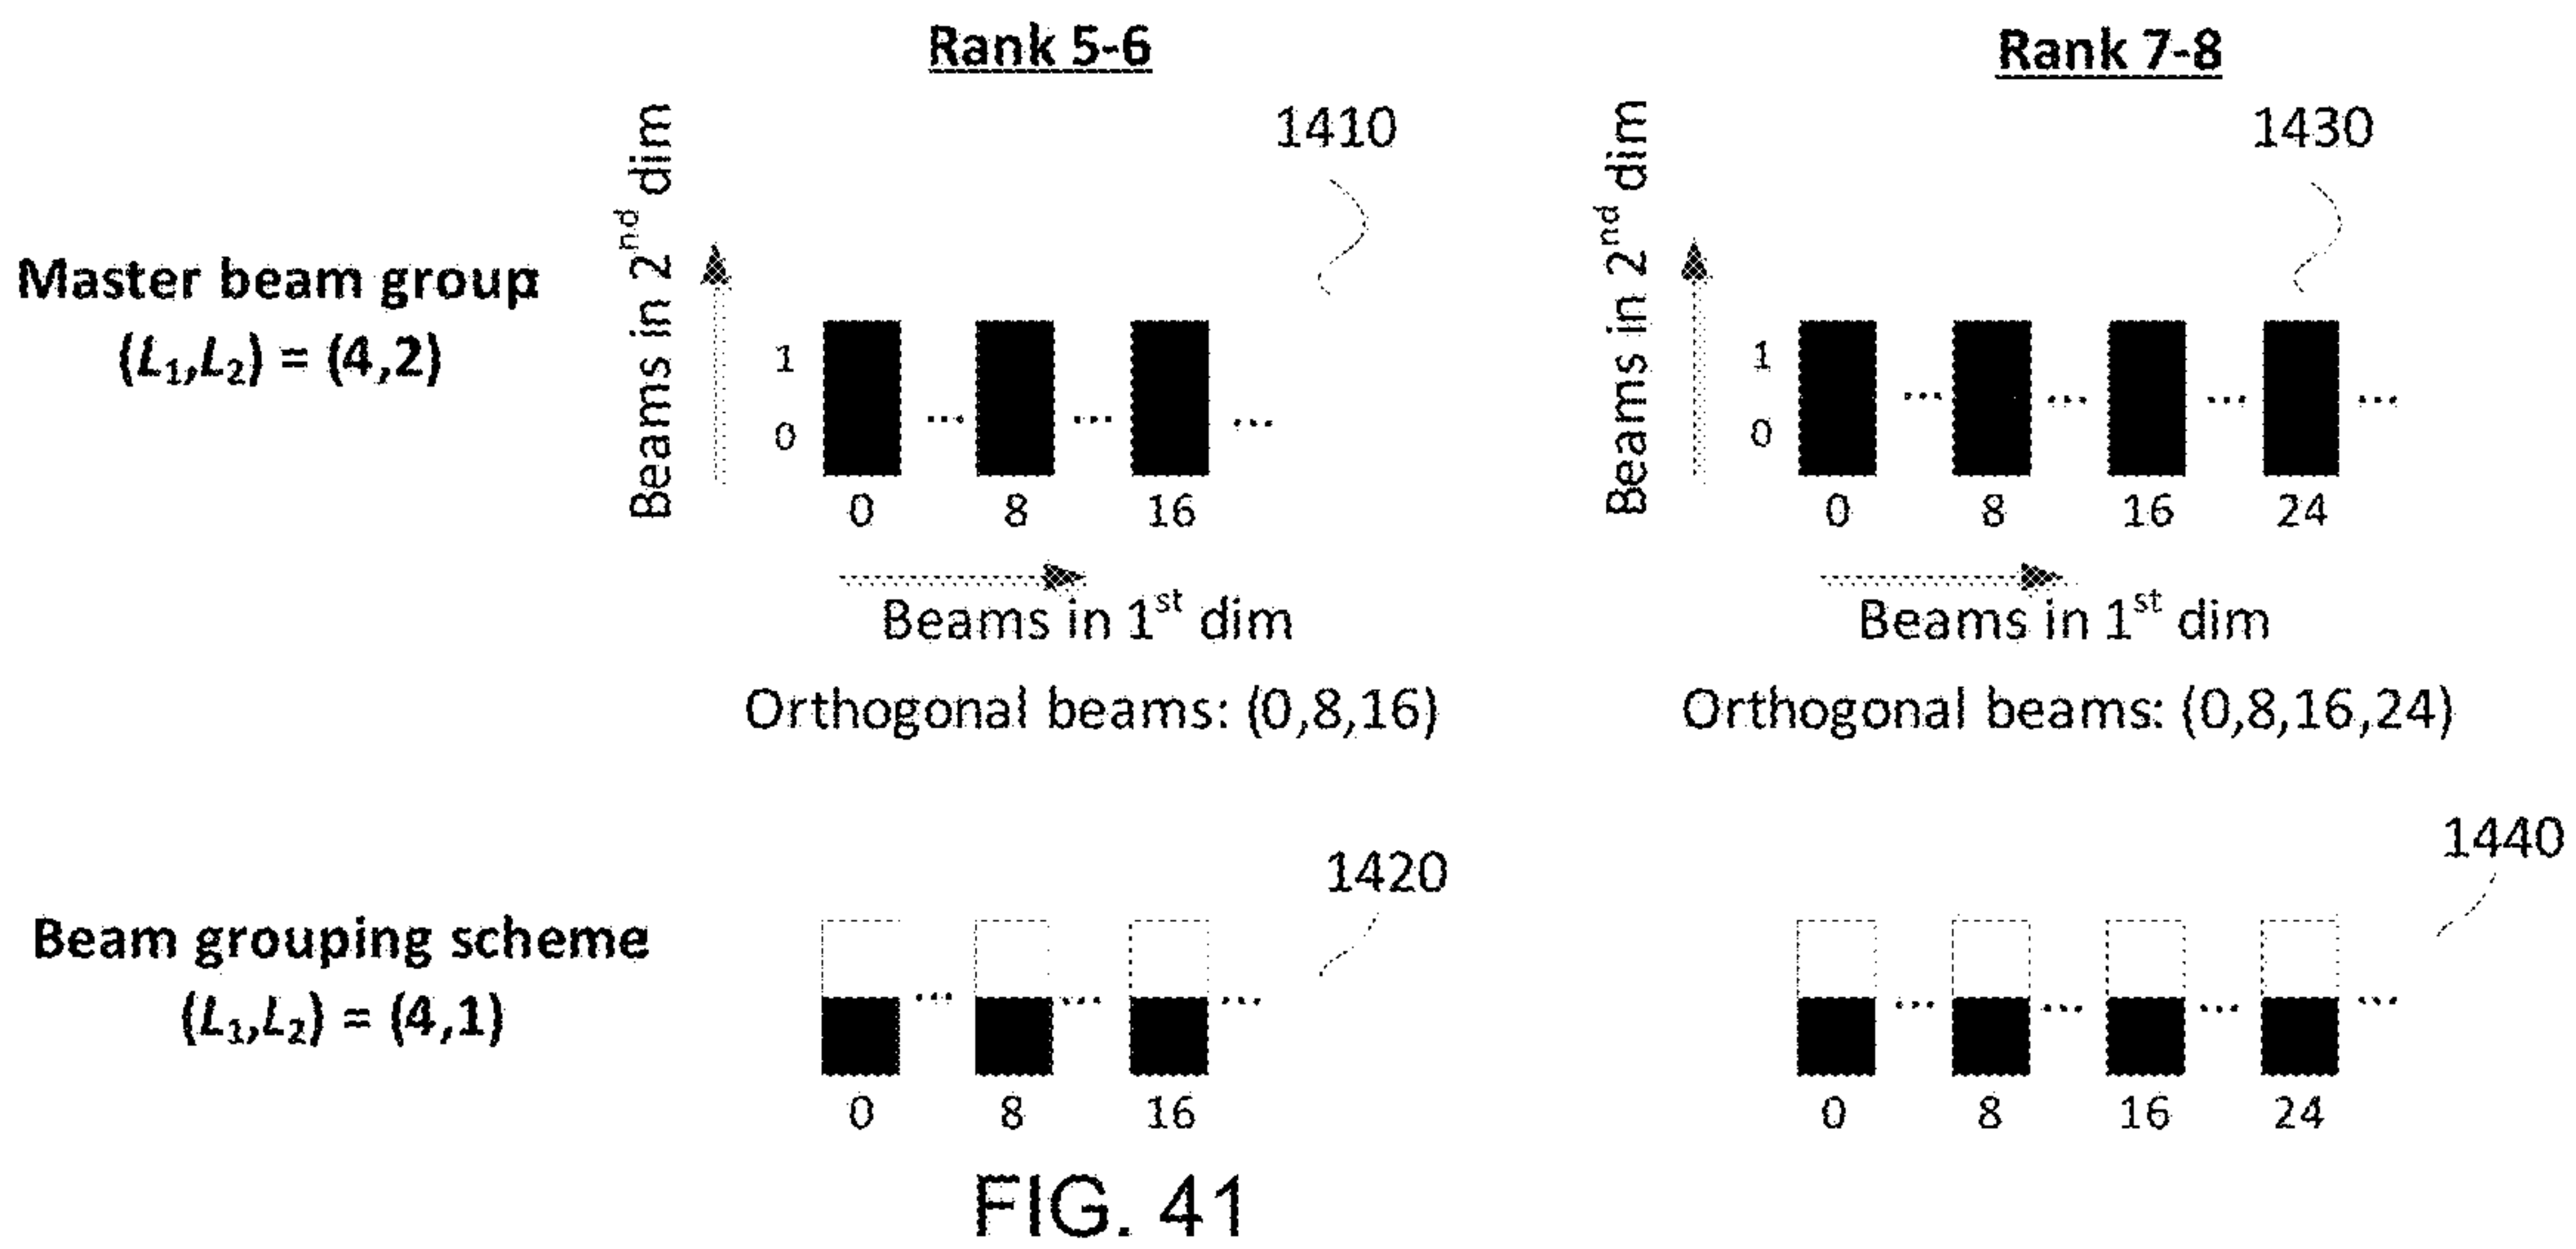 Rank 5-6
Rank 7-8
1410
1430
Beams in 2nd dim
Beams in 2nd dim
Master beam group
(L1,L2) = (4,2)
1
0
... ... ...
0 8 16
1
0
... ... ... ...
0 8 16 24
Beams in 1st dim
Beams in 1st dim
Orthogonal beams: (0,8,16)
Orthogonal beams: (0,8,16,24)
1420
1440
Beam grouping scheme
(L1,L2) = (4,1)
... ... ...
0 8 16
... ... ... ...
0 8 16 24
FIG. 41